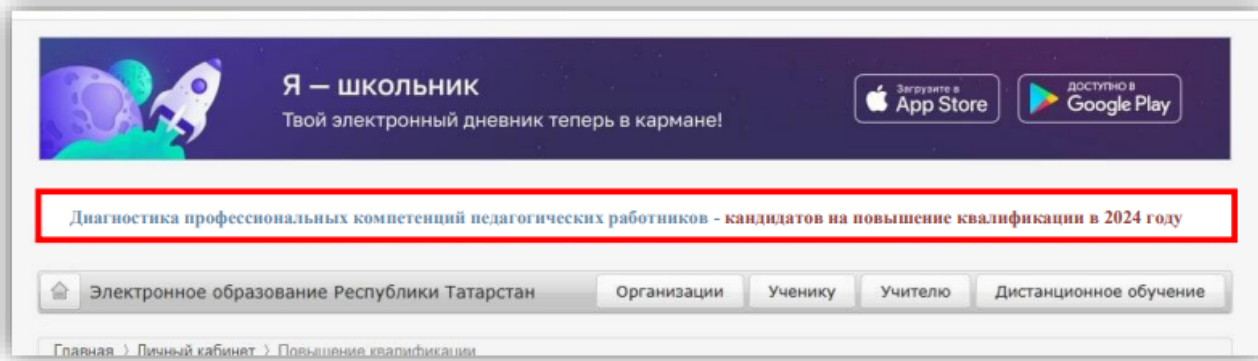 Я — школьник
Твой электронный дневник теперь в кармане!
Загрузите в
App Store
ДОСТУПНО В
Google Play
Диагностика профессиональных компетенций педагогических работников - кандидатов на повышение квалификации в 2024 году
Электронное образование Республики Татарстан
Организации
Ученику
Учителю
Дистанционное обучение
Главная 〉 Личный кабинет 〉 Повышение квалификации